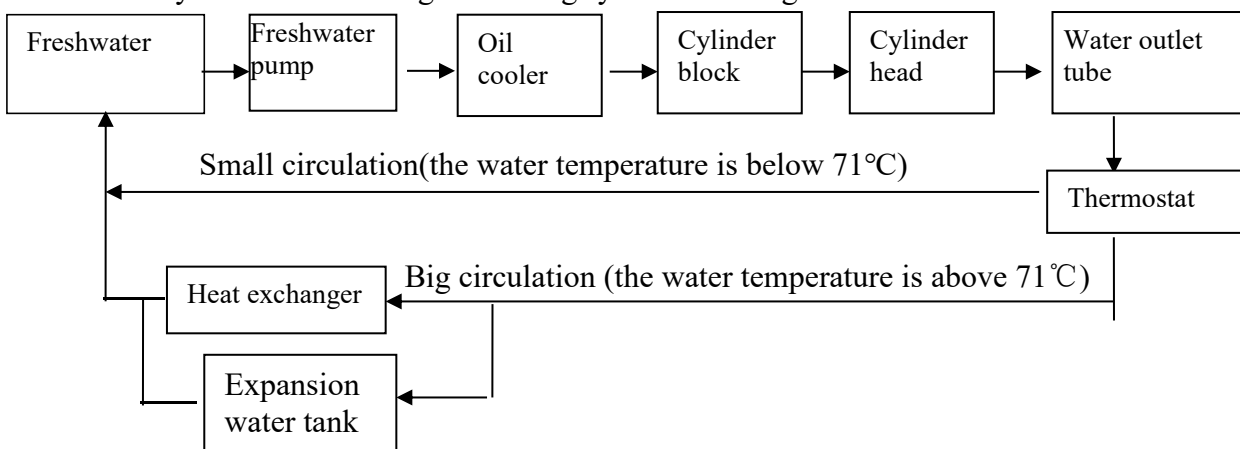 Freshwater
Freshwater
pump
Oil
cooler
Cylinder
block
Cylinder
head
Water outlet
tube
Small circulation(the water temperature is below 71°C)
Thermostat
Big circulation (the water temperature is above 71℃)
Heat exchanger
Expansion
water tank